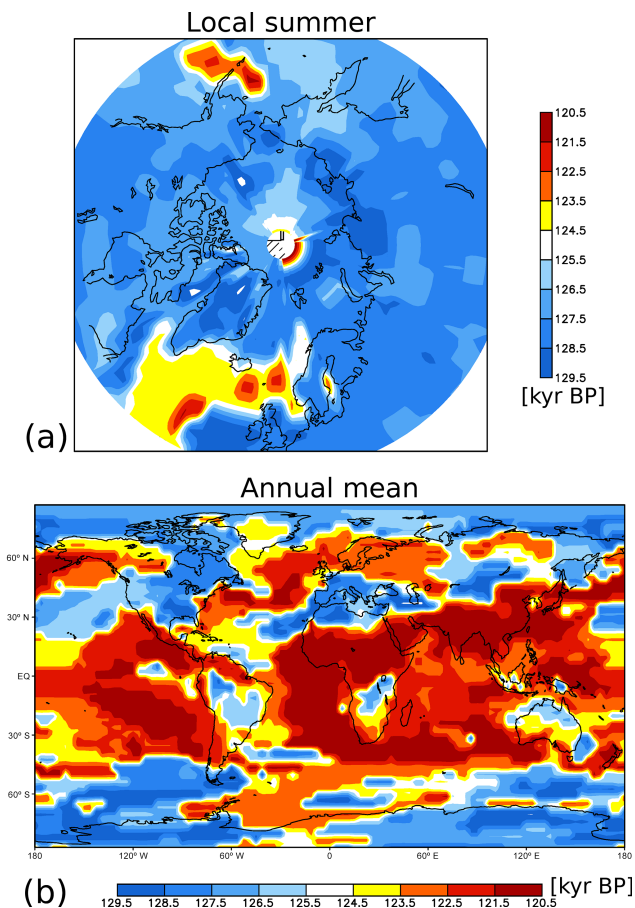 Local summer
120.5
121.5
122.5
123.5
124.5
125.5
126.5
127.5
128.5
129.5
[kyr BP]
(a)
Annual mean
60° N
30° N
EQ
30° S
60° S
180 120°W 60°W 0 60°E 120°E 180
(b)
129.5 128.5 127.5 126.5 125.5 124.5 123.5 122.5 121.5 120.5
[kyr BP]